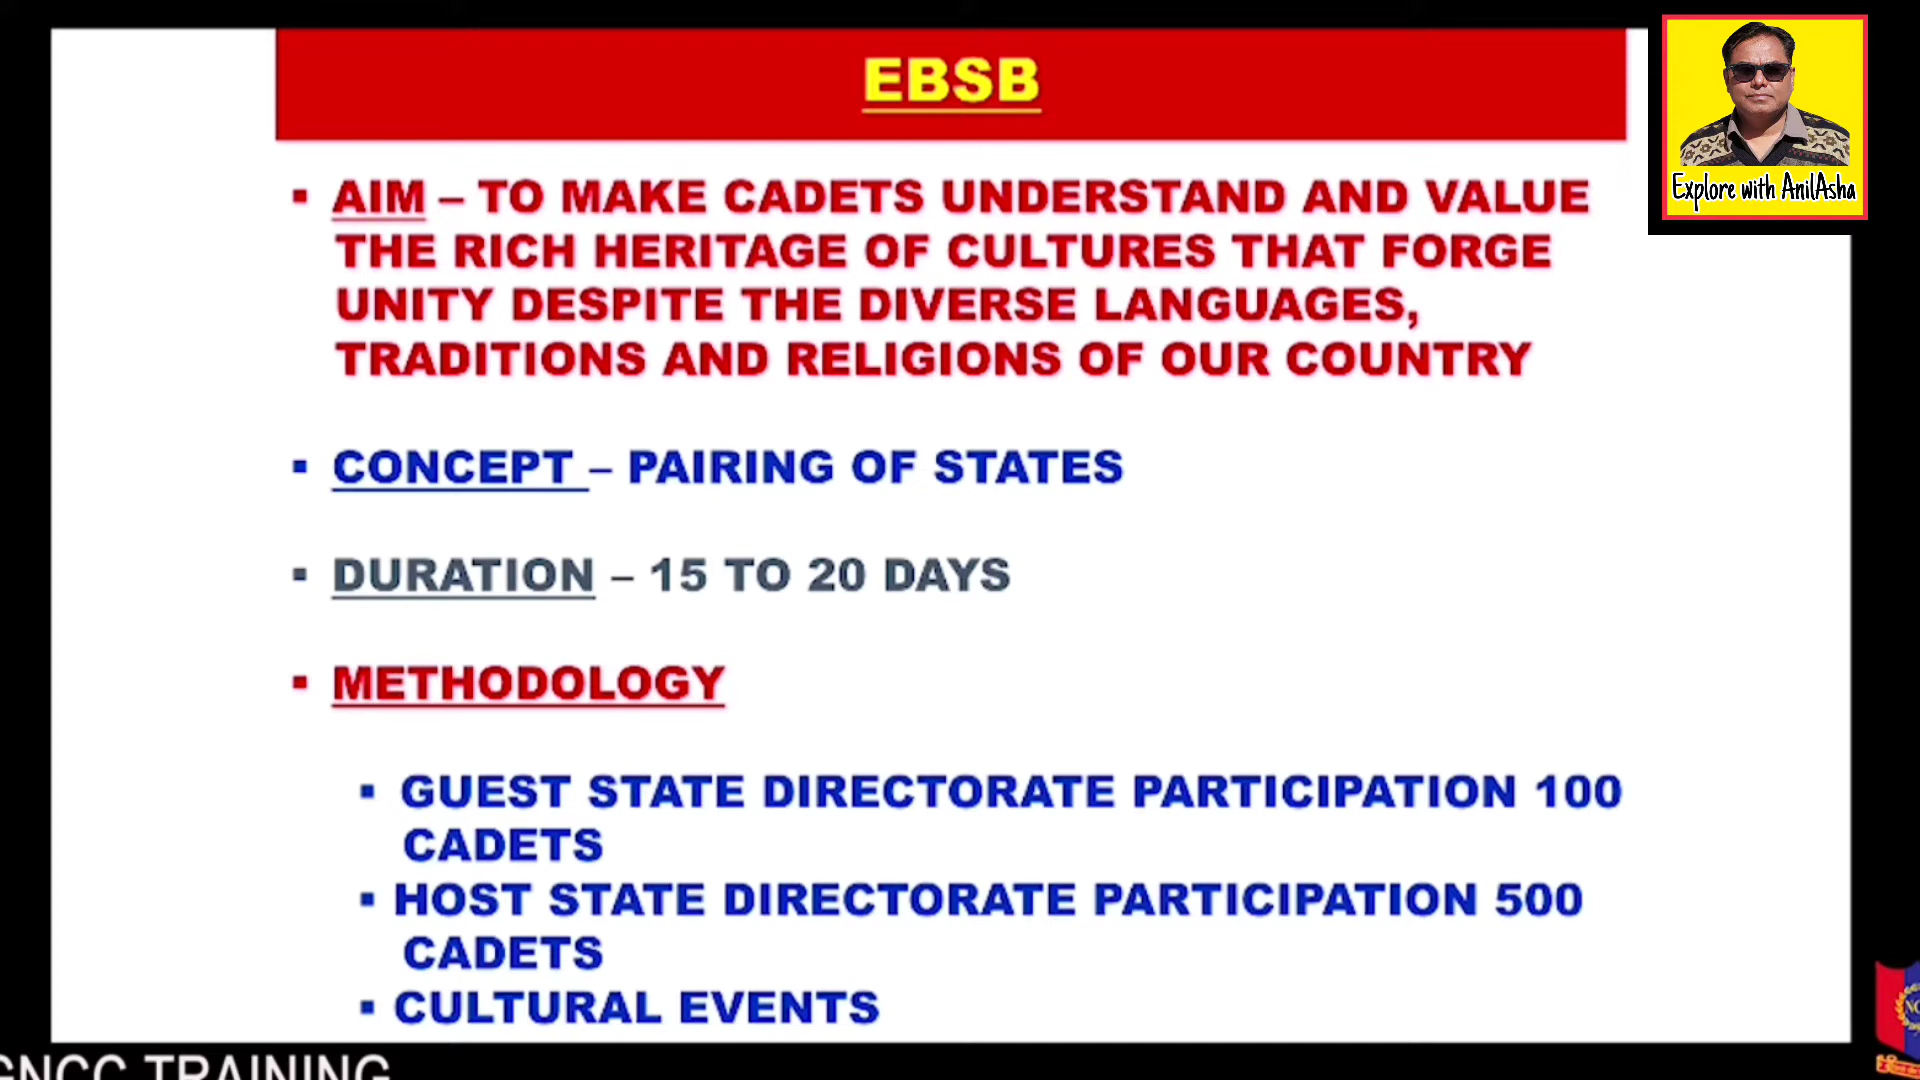 EBSB
Explore with AnilAsha
▪ AIM – TO MAKE CADETS UNDERSTAND AND VALUE
THE RICH HERITAGE OF CULTURES THAT FORGE
UNITY DESPITE THE DIVERSE LANGUAGES,
TRADITIONS AND RELIGIONS OF OUR COUNTRY
▪ CONCEPT – PAIRING OF STATES
▪ DURATION – 15 TO 20 DAYS
▪ METHODOLOGY
▪ GUEST STATE DIRECTORATE PARTICIPATION 100
CADETS
▪ HOST STATE DIRECTORATE PARTICIPATION 500
CADETS
▪ CULTURAL EVENTS
GNCC TRAINING